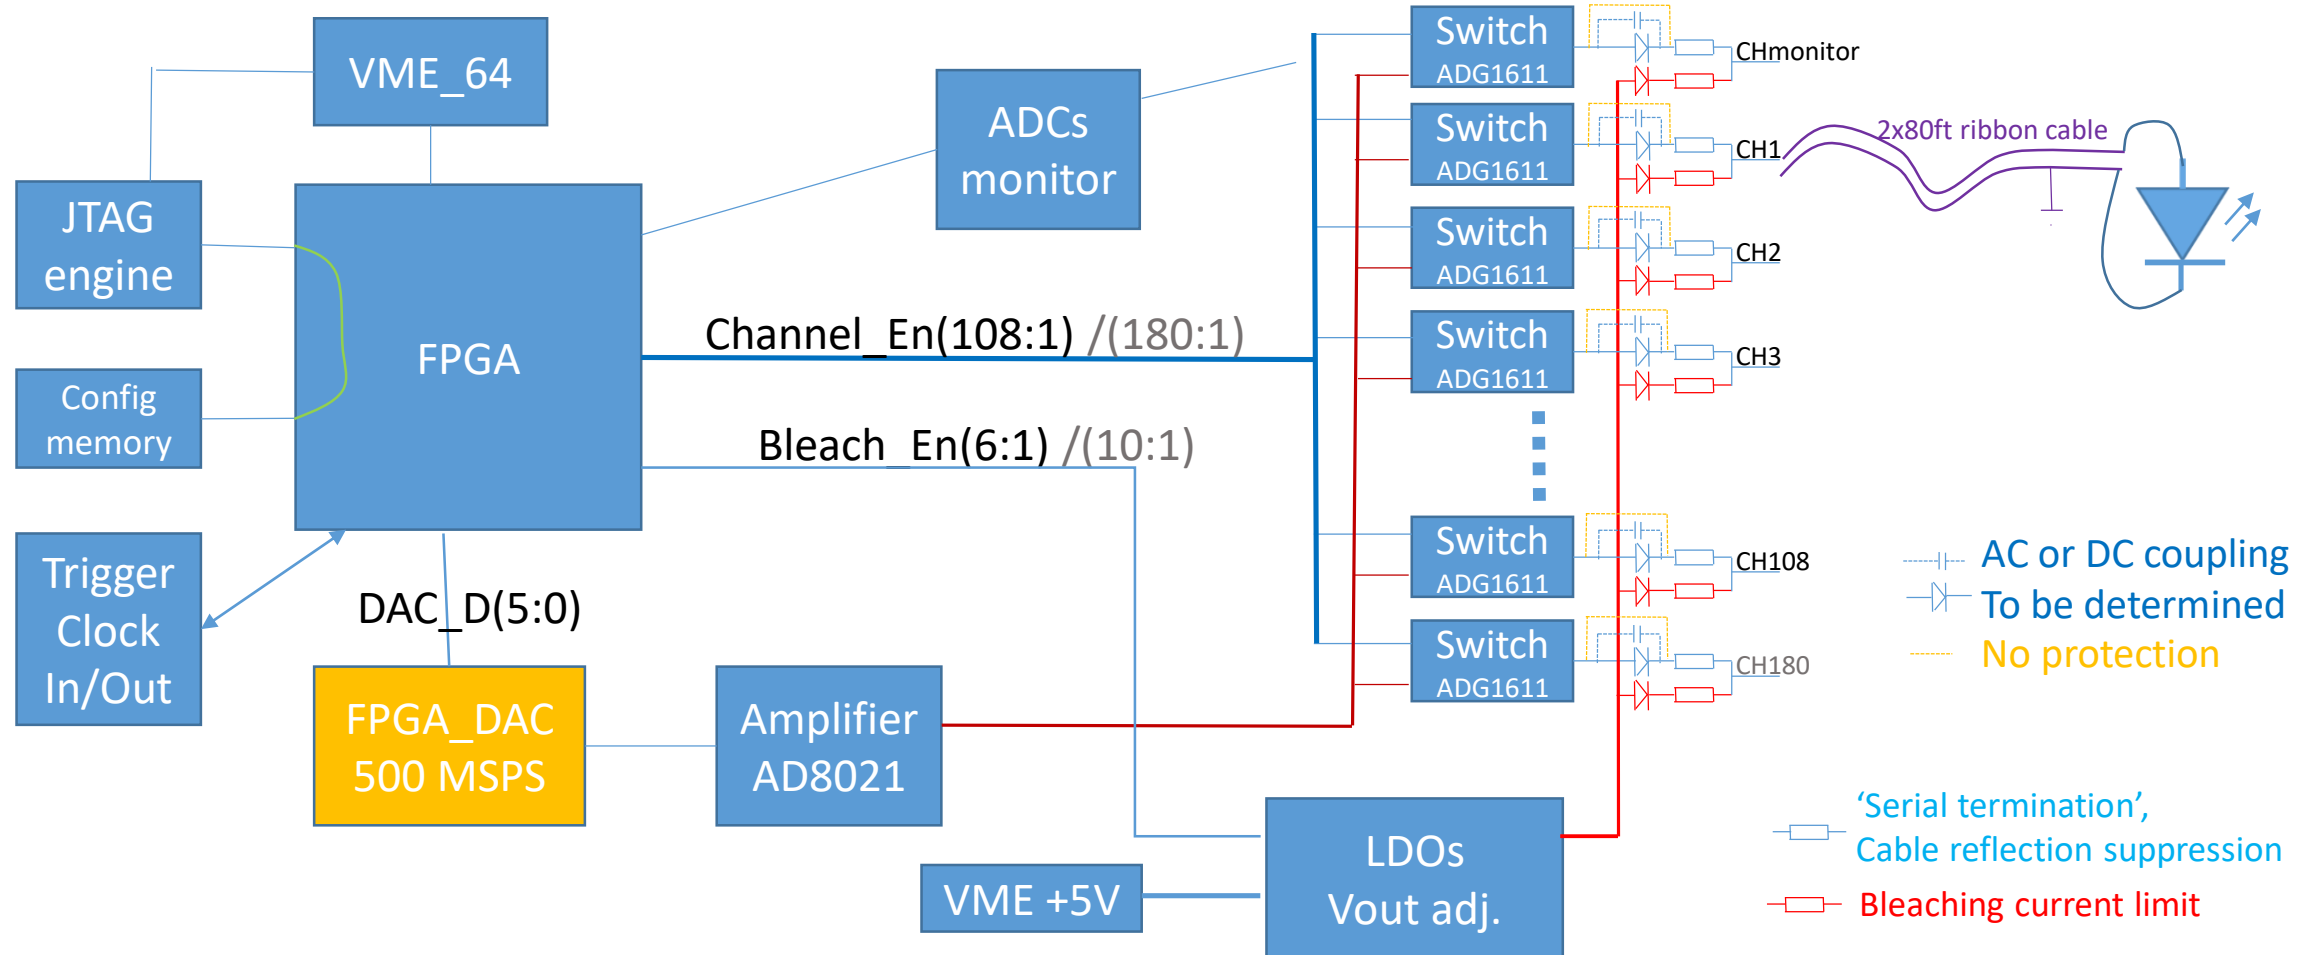 VME_64
JTAG
engine
Config
memory
Trigger
Clock
In/Out
FPGA
DAC_D(5:0)
FPGA_DAC
500 MSPS
Amplifier
AD8021
ADCs
monitor
Channel_En(108:1) /(180:1)
Bleach_En(6:1) /(10:1)
VME +5V
LDOs
Vout adj.
Switch
ADG1611
CHmonitor
Switch
ADG1611
CH1
Switch
ADG1611
CH2
Switch
ADG1611
CH3
Switch
ADG1611
CH108
Switch
ADG1611
CH180
2x80ft ribbon cable
AC or DC coupling
To be determined
No protection
‘Serial termination’,
Cable reflection suppression
Bleaching current limit